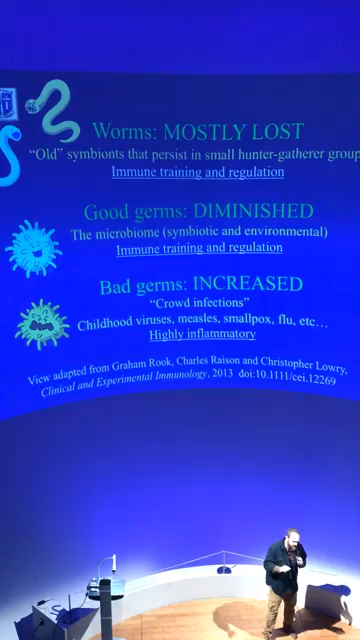 Worms: MOSTLY LOST
"Old" symbionts that persist in small hunter-gatherer group
Immune training and regulation
Good germs: DIMINISHED
The microbiome (symbiotic and environmental)
Immune training and regulation
Bad germs: INCREASED
"Crowd infections"
Childhood viruses, measles, smallpox, flu, etc…
Highly inflammatory
View adapted from Graham Rook, Charles Raison and Christopher Lowry,
Clinical and Experimental Immunology, 2013 doi:10.1111/cei.12269